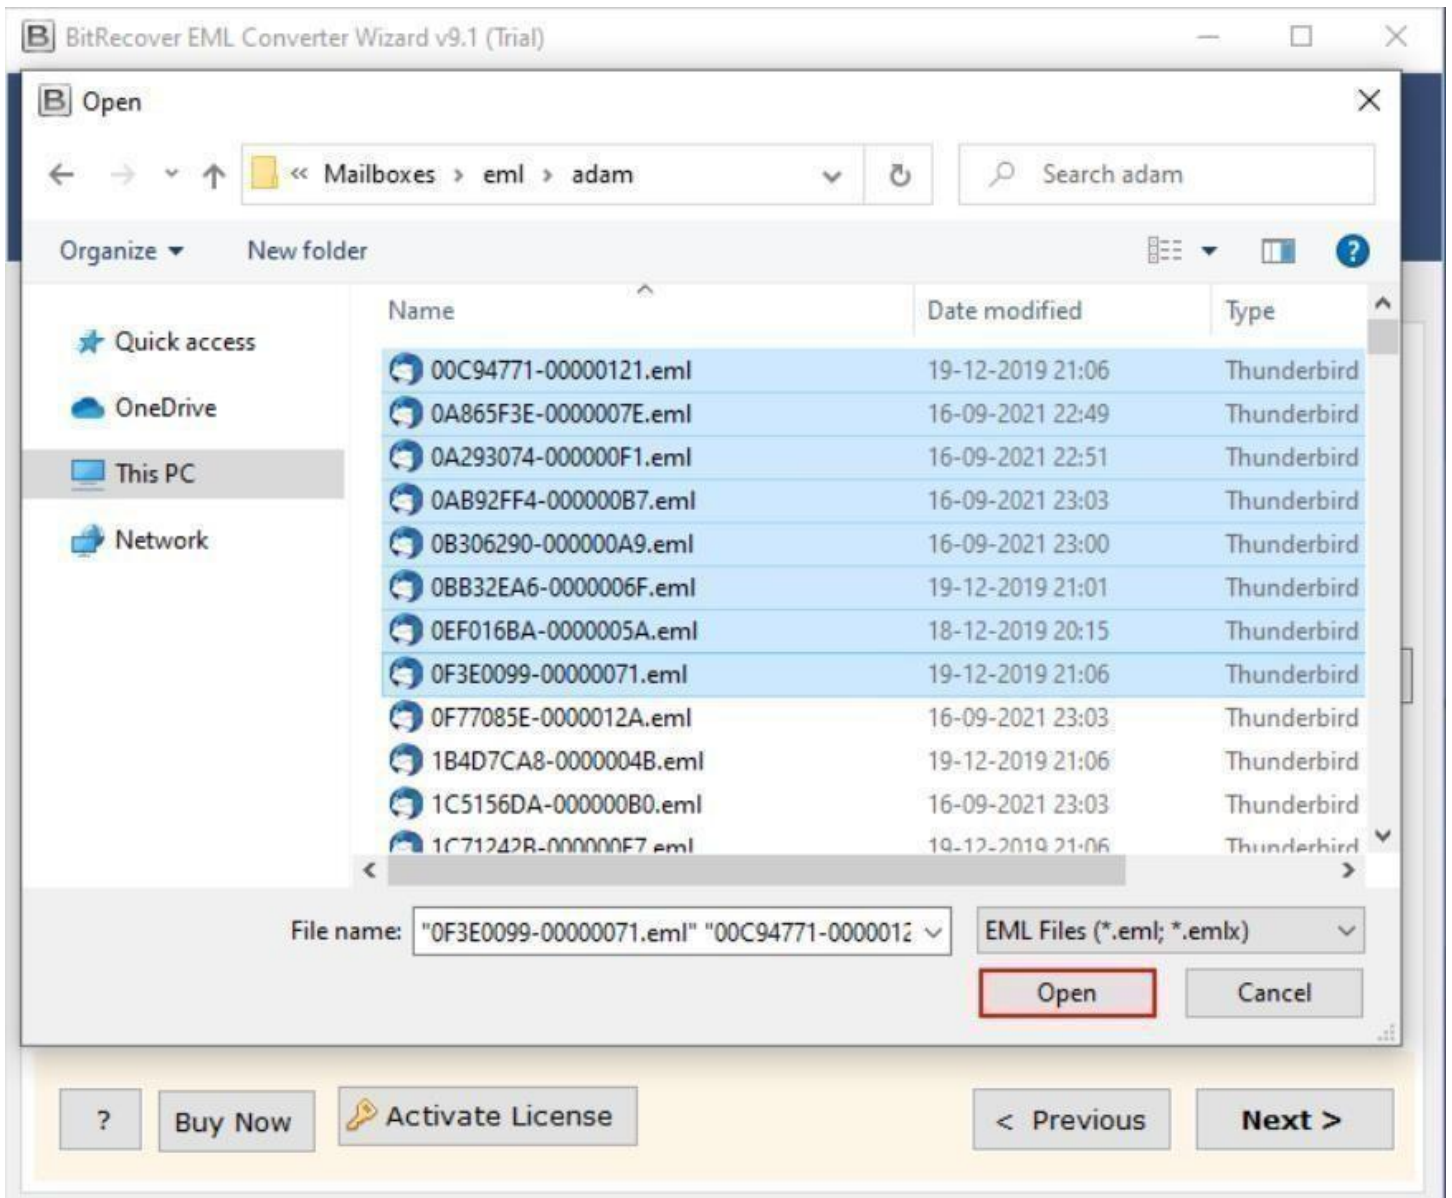 BitRecover EML Converter Wizard v9.1 (Trial)
Open
« Mailboxes › eml › adam
Search adam
Organize
New folder
?
Name Date modified Type
Quick access
OneDrive
This PC
Network
00C94771-00000121.eml 19-12-2019 21:06 Thunderbird
0A865F3E-0000007E.eml 16-09-2021 22:49 Thunderbird
0A293074-000000F1.eml 16-09-2021 22:51 Thunderbird
0AB92FF4-000000B7.eml 16-09-2021 23:03 Thunderbird
0B306290-000000A9.eml 16-09-2021 23:00 Thunderbird
0BB32EA6-0000006F.eml 19-12-2019 21:01 Thunderbird
0EF016BA-0000005A.eml 18-12-2019 20:15 Thunderbird
0F3E0099-00000071.eml 19-12-2019 21:06 Thunderbird
0F77085E-0000012A.eml 16-09-2021 23:03 Thunderbird
1B4D7CA8-0000004B.eml 19-12-2019 21:06 Thunderbird
1C5156DA-000000B0.eml 16-09-2021 23:03 Thunderbird
19-12-2019 21:06 Thunderbird
File name: "0F3E0099-00000071.eml" "00C94771-0000012 EML Files (*.eml; *.emlx)
Open Cancel
? Buy Now Activate License < Previous Next >